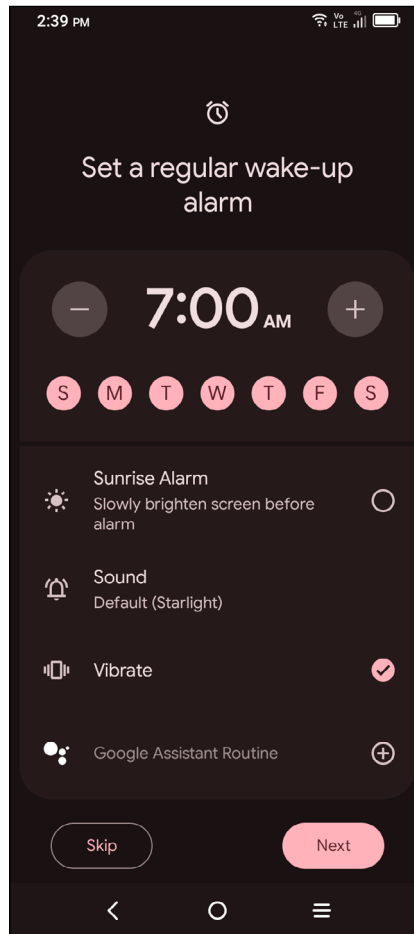 2:39 PM Vo LTE 4G
Set a regular wake-up
alarm
7:00 AM
S M T W T F S
Sunrise Alarm
Slowly brighten screen before
alarm
Sound
Default (Starlight)
Vibrate
Google Assistant Routine
Skip Next